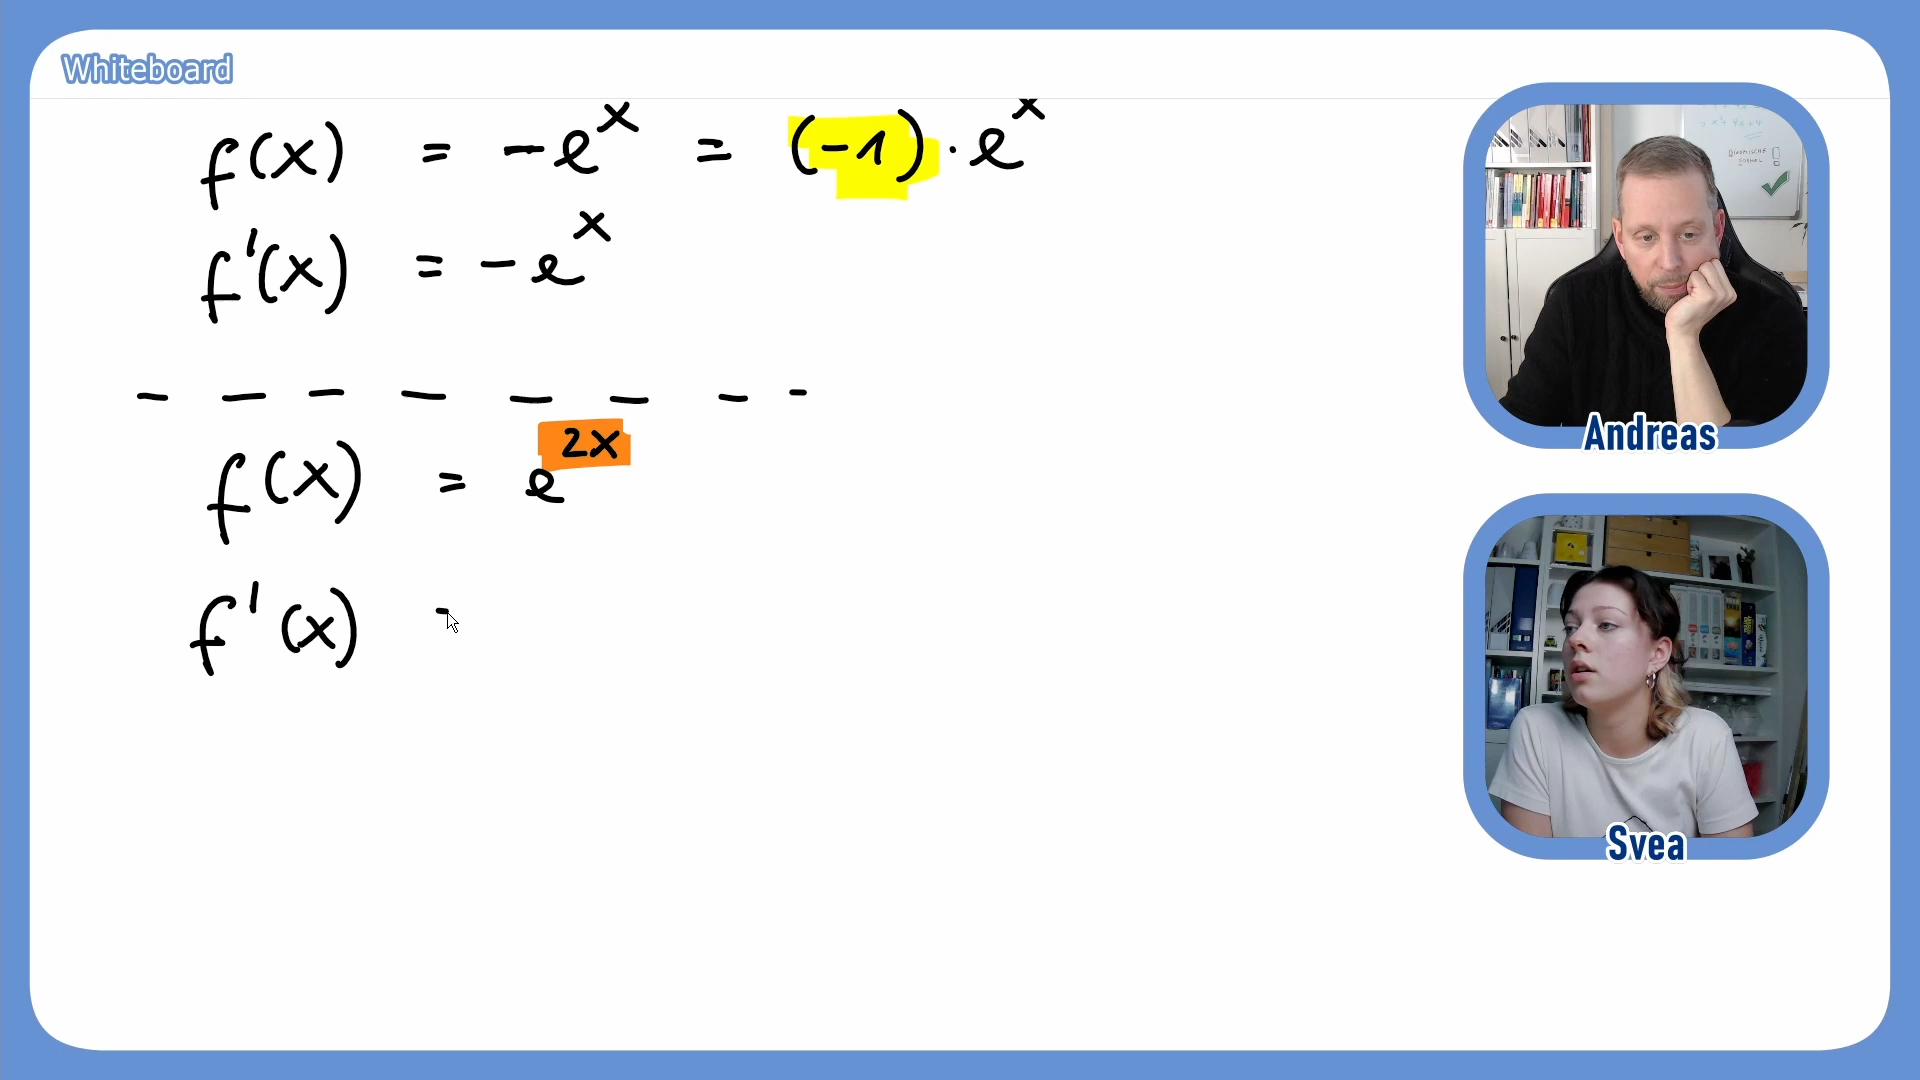 Whiteboard
f(x) = -e^x = (-1) · e^x
f'(x) = -e^x
f(x) = e^2x
f'(x) =
Andreas
Svea